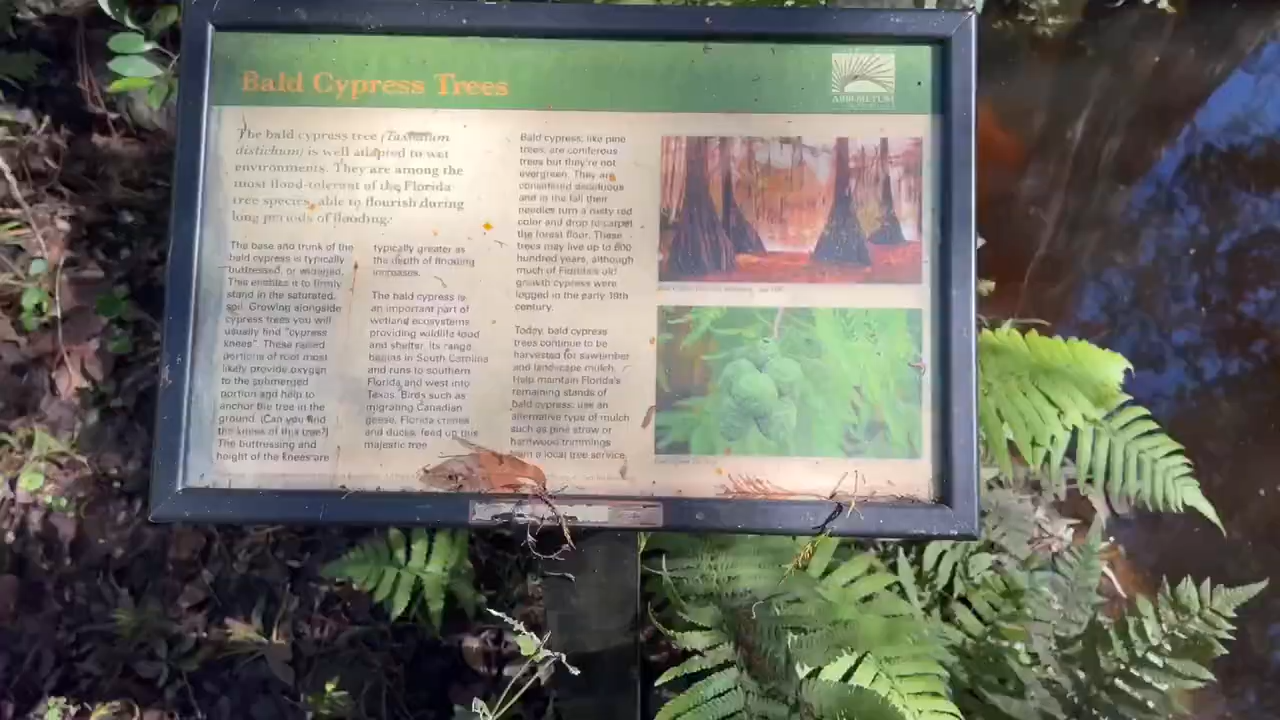 Bald Cypress Trees
ARBORETUM
The bald cypress tree (Taxodium
distichum) is well adapted to wet
environments. They are among the
most flood-tolerent of the Florida
tree species, able to flourish during
long periods of flooding.
The base and trunk of the
bald cypress is typically
buttressed, or widened.
This enables it to firmly
stand in the saturated
soil. Growing alongside
cypress trees you will
usually find "cypress
knees". These raised
portions of root most
likely provide oxygen
to the submerged
portion and help to
anchor the tree in the
ground. (Can you find
the knees of this tree?)
The buttressing and
height of the knees are
typically greater as
the depth of flooding
increases.
The bald cypress is
an important part of
wetland ecosystems
providing wildlife food
and shelter. Its range
begins in South Carolina
and runs to southern
Florida and west into
Texas. Birds such as
migrating Canadian
geese, Florida cranes
and ducks, feed on this
majestic tree
Bald cypress, like pine
trees, are coniferous
trees but they're not
evergreen. They are
considered deciduous
and in the fall their
needles turn a rusty red
color and drop to carpet
the forest floor. These
trees may live up to 600
hundred years, although
much of Florida's old
growth cypress were
logged in the early 19th
century.
Today, bald cypress
trees continue to be
harvested for sawtimber
and landscape mulch.
Help maintain Florida's
remaining stands of
bald cypress: use an
alternative type of mulch
such as pine straw or
hardwood trimmings
from a local tree service.